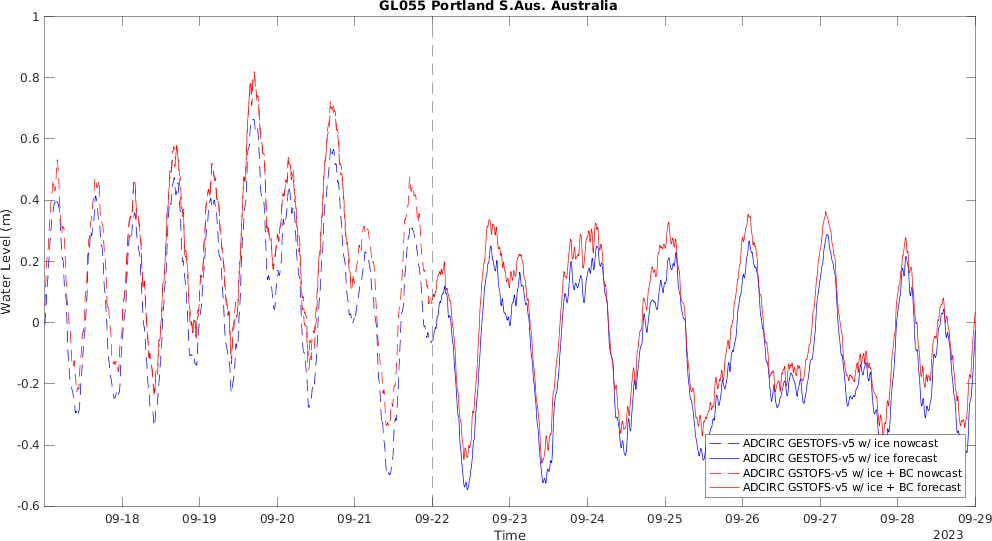 GL055 Portland S.Aus. Australia
Water Level (m)
1
0.8
0.6
0.4
0.2
0
-0.2
-0.4
-0.6
ADCIRC GESTOFS-v5 w/ ice nowcast
ADCIRC GESTOFS-v5 w/ ice forecast
ADCIRC GSTOFS-v5 w/ ice + BC nowcast
ADCIRC GSTOFS-v5 w/ ice + BC forecast
09-18 09-19 09-20 09-21 09-22 09-23 09-24 09-25 09-26 09-27 09-28 09-29
Time
2023